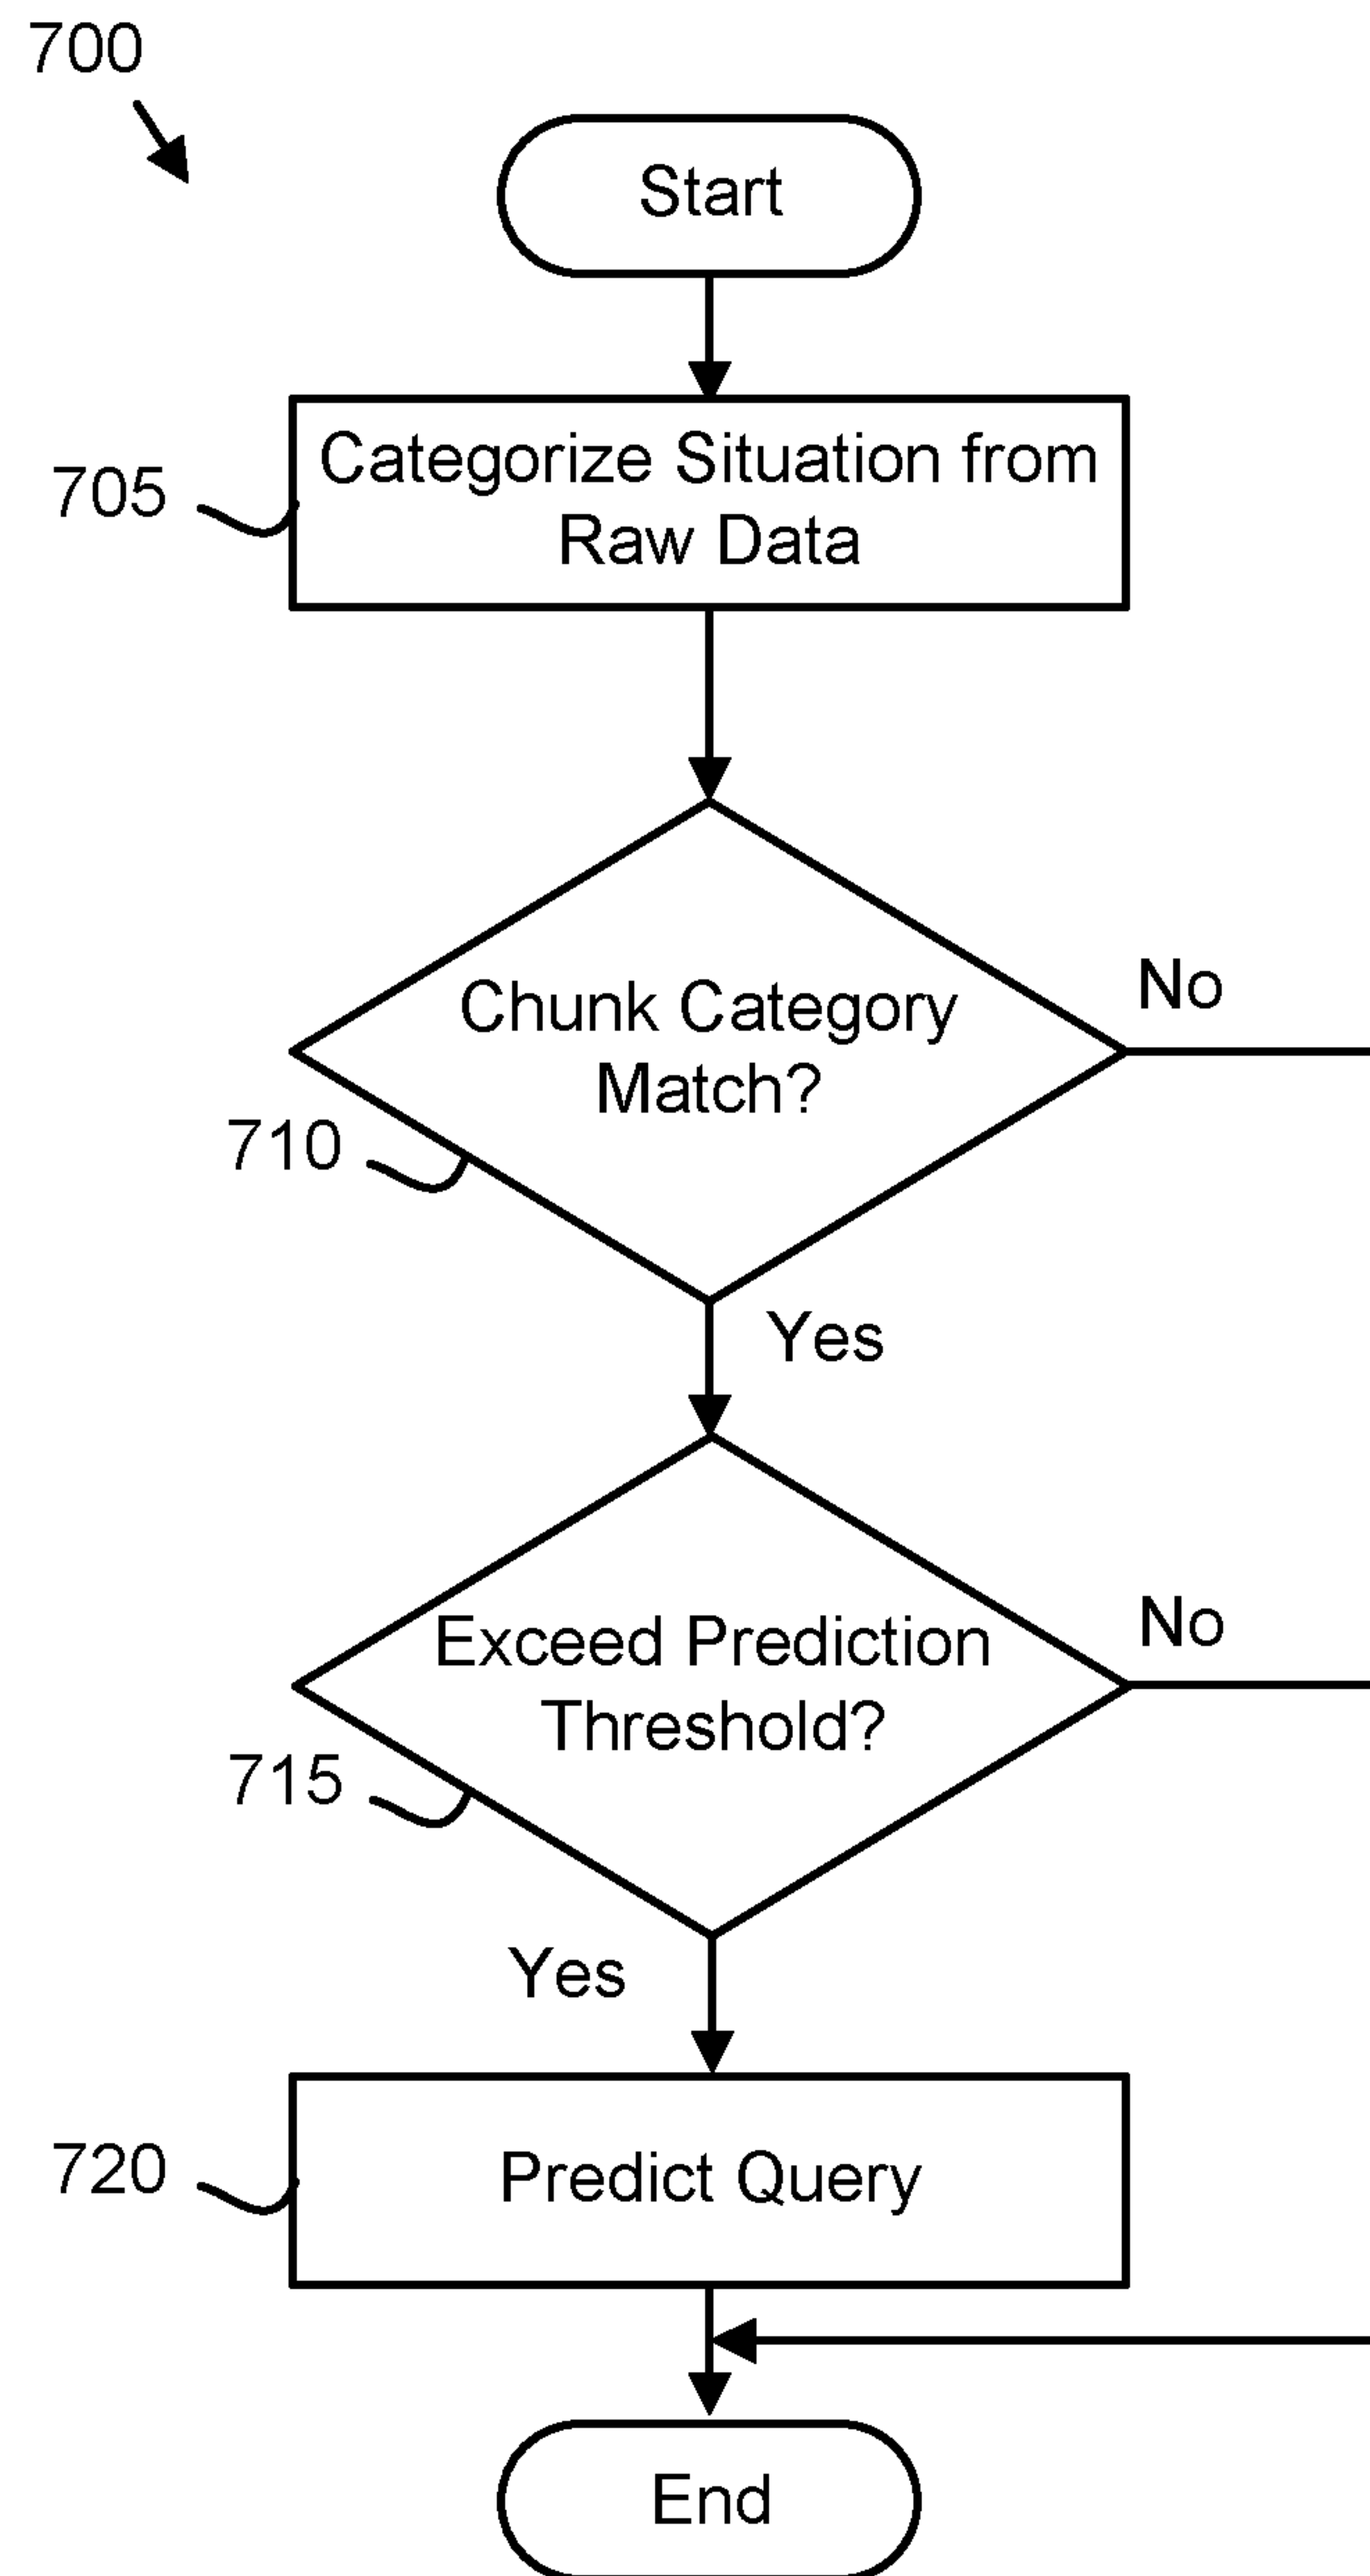 700
Start
705
Categorize Situation from
Raw Data
Chunk Category
Match?
No
710
Yes
Exceed Prediction
Threshold?
No
715
Yes
720
Predict Query
End